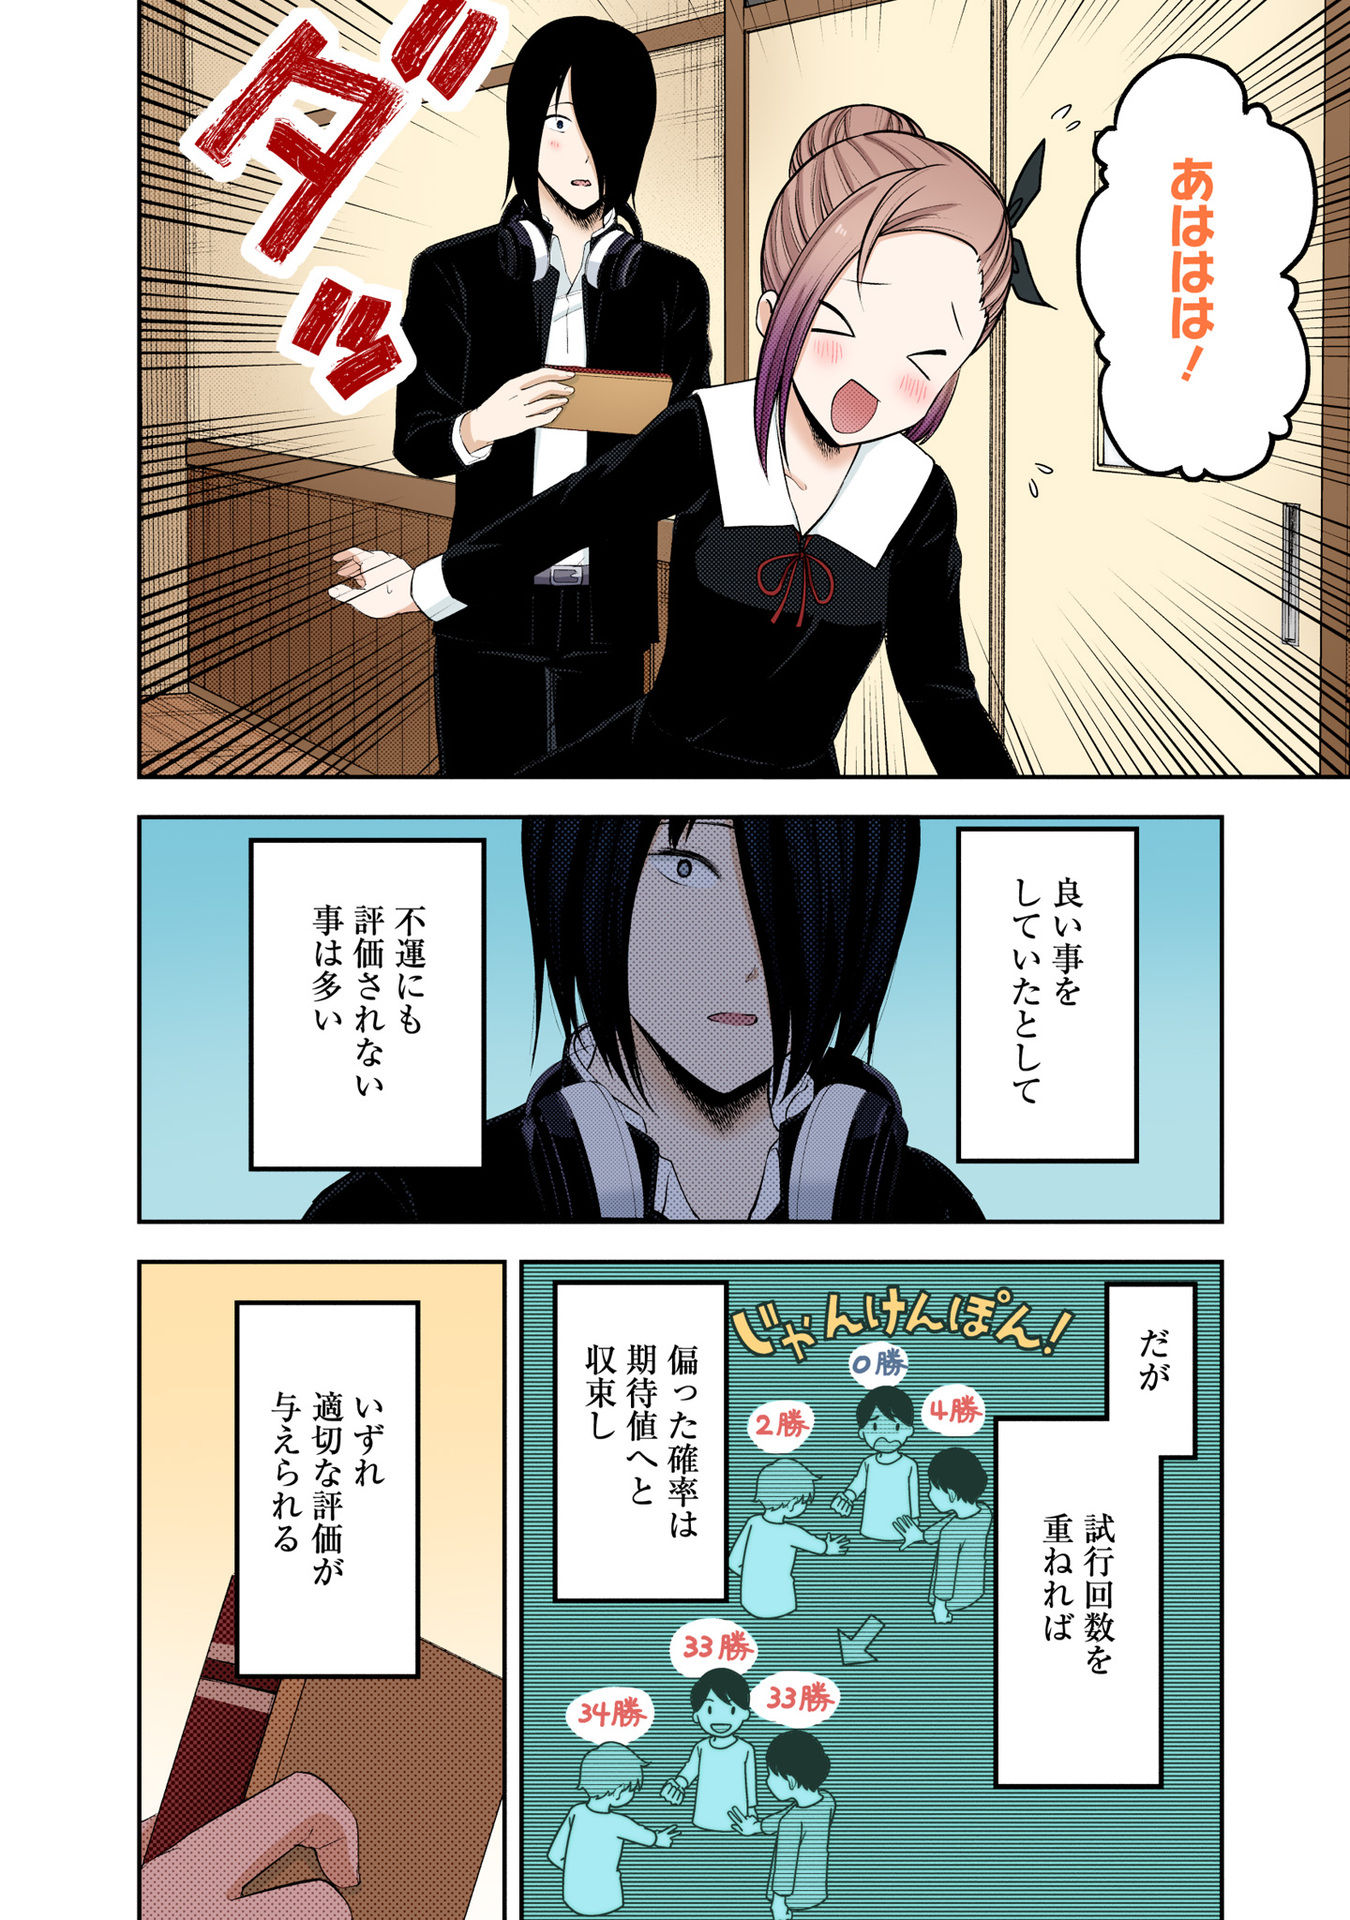 あははは！
ダダッ
良い事を
していたとして
不運にも
評価されない
事は多い
だが
試行回数を
重ねれば
じゃんけんぽん！
0勝
4勝
2勝
33勝
33勝
34勝
偏った確率は
期待値へと
収束し
いずれ
適切な評価が
与えられる